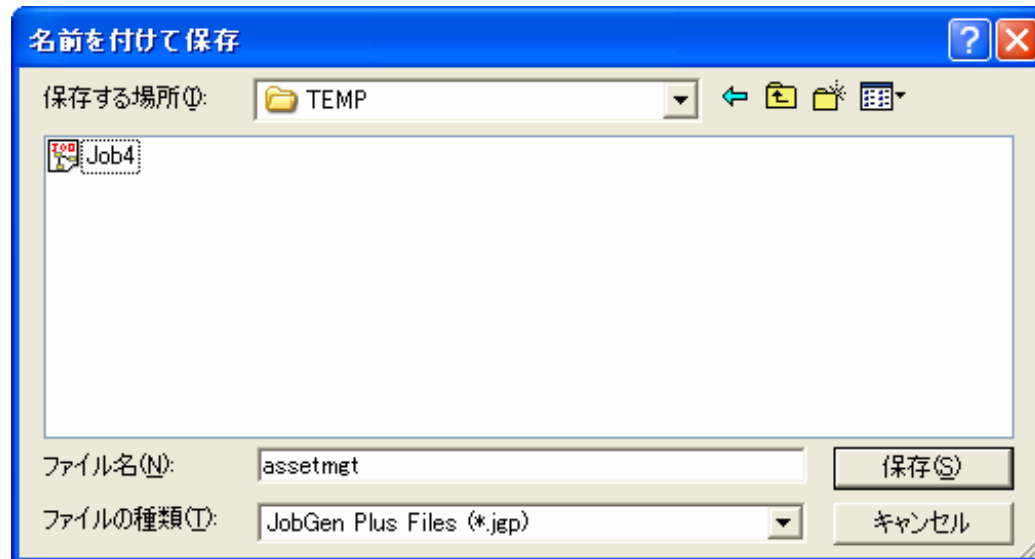 名前を付けて保存
保存する場所(I): TEMP
Job4
ファイル名(N): assetmgt 保存(S)
ファイルの種類(T): JobGen Plus Files (*.jgp) キャンセル